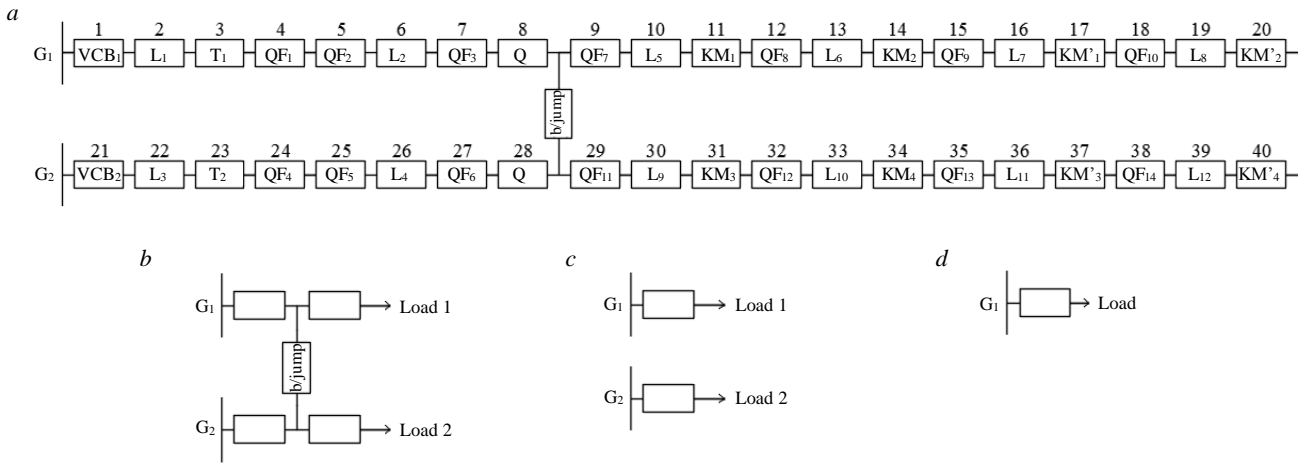 a
1 2 3 4 5 6 7 8 9 10 11 12 13 14 15 16 17 18 19 20
G₁ VCB₁ L₁ T₁ QF₁ QF₂ L₂ QF₃ Q QF₇ L₅ KM₁ QF₈ L₆ KM₂ QF₉ L₇ KM'₁ QF₁₀ L₈ KM'₂
b/jump
21 22 23 24 25 26 27 28 29 30 31 32 33 34 35 36 37 38 39 40
G₂ VCB₂ L₃ T₂ QF₄ QF₅ L₄ QF₆ Q QF₁₁ L₉ KM₃ QF₁₂ L₁₀ KM₄ QF₁₃ L₁₁ KM'₃ QF₁₄ L₁₂ KM'₄
b
G₁ Load 1
b/jump
G₂ Load 2
c
G₁ Load 1
G₂ Load 2
d
G₁ Load